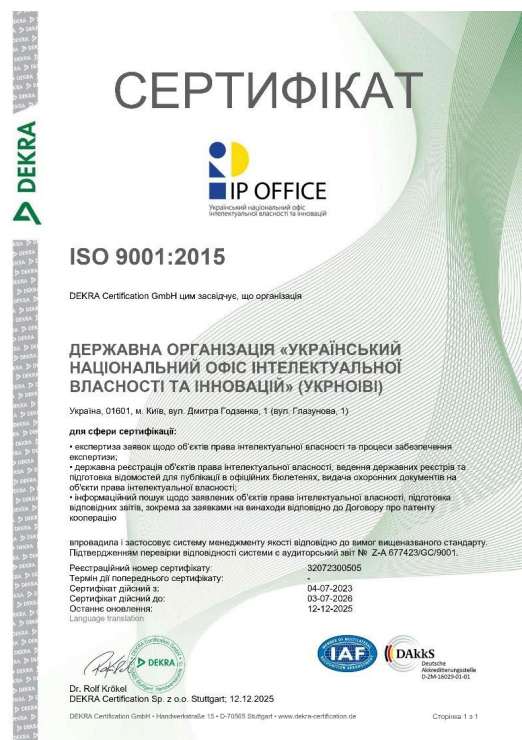 СЕРТИФІКАТ
DEKRA
IP OFFICE
Український національний офіс
інтелектуальної власності та інновацій
ISO 9001:2015
DEKRA Certification GmbH цим засвідчує, що організація
ДЕРЖАВНА ОРГАНІЗАЦІЯ «УКРАЇНСЬКИЙ
НАЦІОНАЛЬНИЙ ОФІС ІНТЕЛЕКТУАЛЬНОЇ
ВЛАСНОСТІ ТА ІННОВАЦІЙ» (УКРНОІВІ)
Україна, 01601, м. Київ, вул. Дмитра Годзенка, 1 (вул. Глазунова, 1)
для сфери сертифікації:
• експертиза заявок щодо об'єктів права інтелектуальної власності та процеси забезпечення
експертизи;
• державна реєстрація об'єктів права інтелектуальної власності, ведення державних реєстрів та
підготовка відомостей для публікації в офіційних бюлетенях, видача охоронних документів на
об'єкти права інтелектуальної власності;
• інформаційний пошук щодо заявлених об'єктів права інтелектуальної власності, підготовка
відповідних звітів, зокрема за заявками на винаходи відповідно до Договору про патентну
кооперацію
впровадила і застосовує систему менеджменту якості відповідно до вимог вищеназваного стандарту.
Підтвердженням перевірки відповідності системи є аудиторський звіт № Z-A 677423/GC/9001.
Реєстраційний номер сертифікату: 32072300505
Термін дії попереднього сертифікату: -
Сертифікат дійсний з: 04-07-2023
Сертифікат дійсний до: 03-07-2026
Останнє оновлення: 12-12-2025
Language translation
DEKRA
IAF
DAkkS
Deutsche
Akkreditierungsstelle
D-ZM-16029-01-01
Dr. Rolf Krökel
DEKRA Certification Sp. z o.o. Stuttgart; 12.12.2025
DEKRA Certification GmbH • Handwerkstraße 15 • D-70565 Stuttgart • www.dekra-certification.de
Сторінка 1 з 1